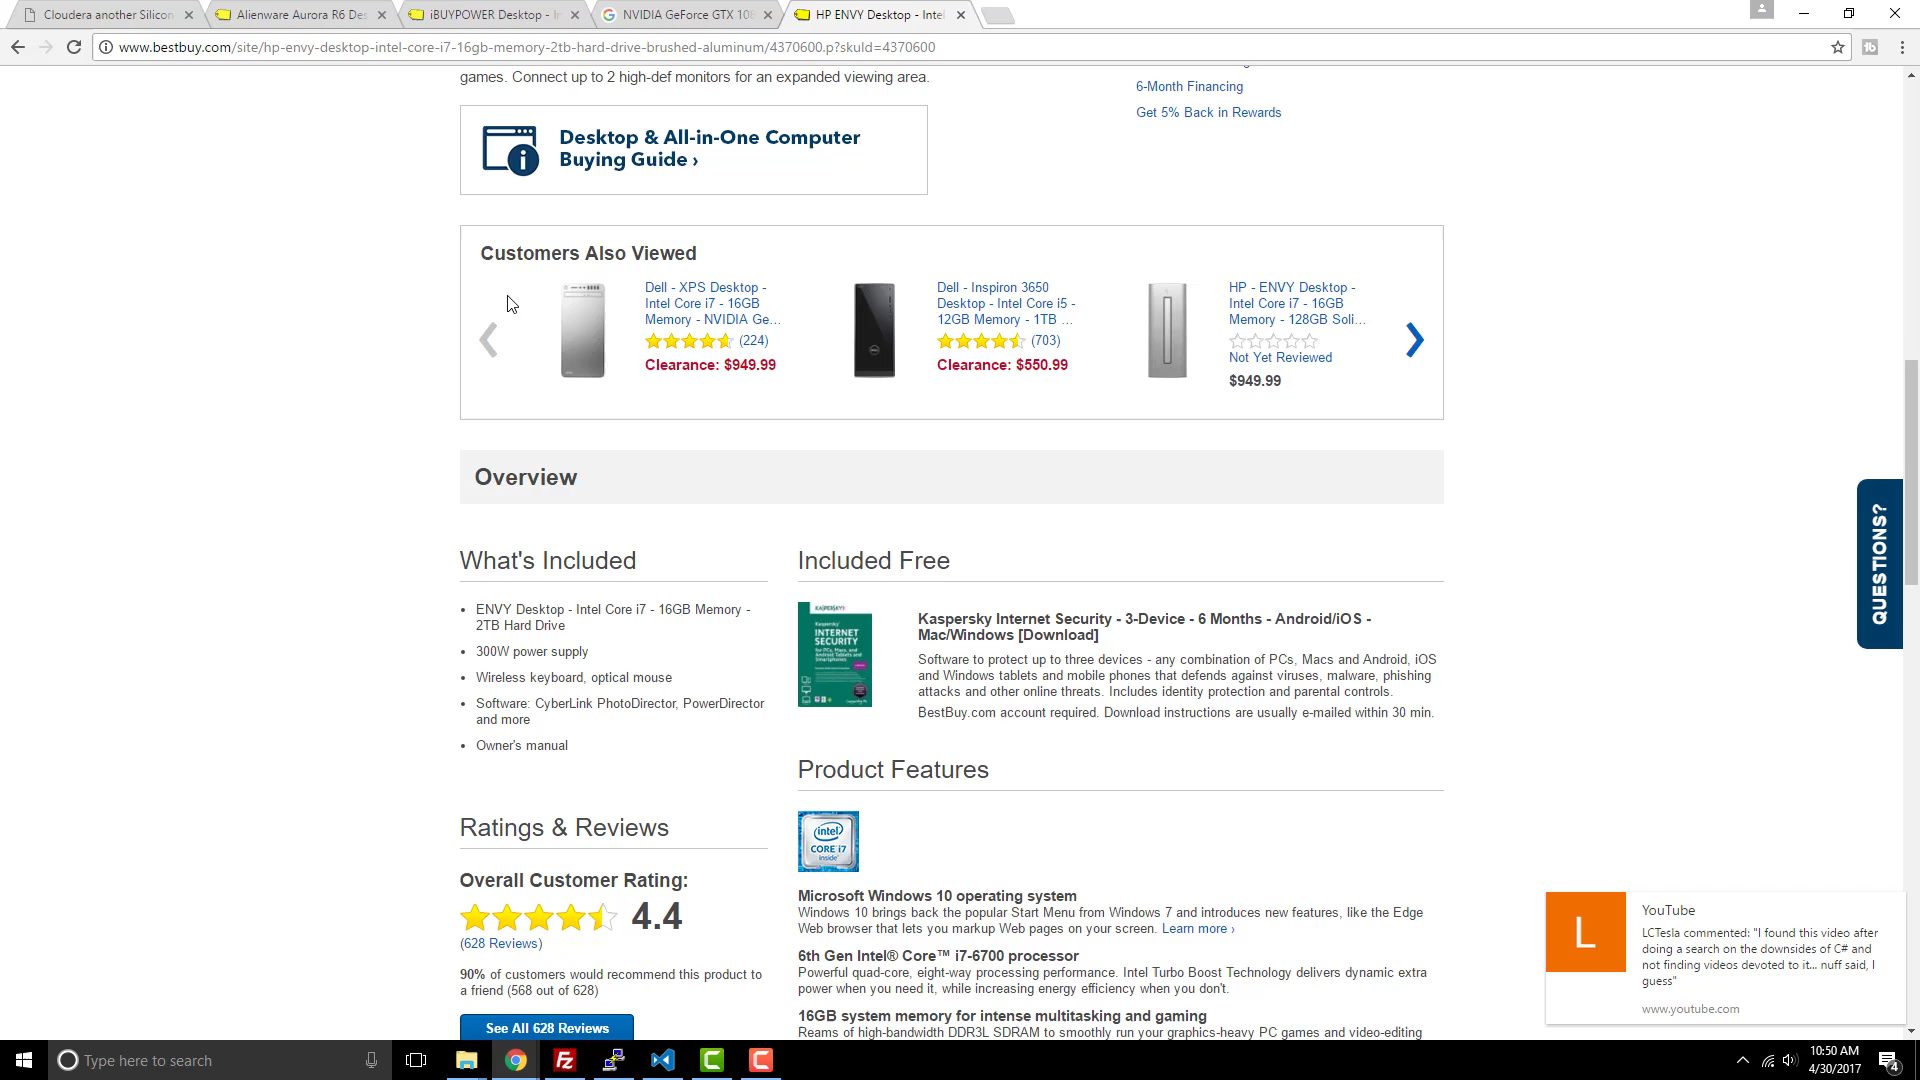 Cloudera another Silicon
Alienware Aurora R6 Des
iBUYPOWER Desktop - In
NVIDIA GeForce GTX 108
HP ENVY Desktop - Intel
www.bestbuy.com/site/hp-envy-desktop-intel-core-i7-16gb-memory-2tb-hard-drive-brushed-aluminum/4370600.p?skuId=4370600
games. Connect up to 2 high-def monitors for an expanded viewing area.
6-Month Financing
Get 5% Back in Rewards
Desktop & All-in-One Computer
Buying Guide ›
Customers Also Viewed
Dell - XPS Desktop -
Intel Core i7 - 16GB
Memory - NVIDIA Ge...
(224)
Clearance: $949.99
Dell - Inspiron 3650
Desktop - Intel Core i5 -
12GB Memory - 1TB ...
(703)
Clearance: $550.99
HP - ENVY Desktop -
Intel Core i7 - 16GB
Memory - 128GB Soli...
Not Yet Reviewed
$949.99
Overview
QUESTIONS?
What's Included
ENVY Desktop - Intel Core i7 - 16GB Memory -
2TB Hard Drive
300W power supply
Wireless keyboard, optical mouse
Software: CyberLink PhotoDirector, PowerDirector
and more
Owner's manual
Included Free
KASPERSKY
Kaspersky
INTERNET
SECURITY
Kaspersky Internet Security - 3-Device - 6 Months - Android/iOS -
Mac/Windows [Download]
Software to protect up to three devices - any combination of PCs, Macs and Android, iOS
and Windows tablets and mobile phones that defends against viruses, malware, phishing
attacks and other online threats. Includes identity protection and parental controls.
BestBuy.com account required. Download instructions are usually e-mailed within 30 min.
Ratings & Reviews
Overall Customer Rating:
4.4
(628 Reviews)
90% of customers would recommend this product to
a friend (568 out of 628)
See All 628 Reviews
Product Features
intel
CORE i7
inside
Microsoft Windows 10 operating system
Windows 10 brings back the popular Start Menu from Windows 7 and introduces new features, like the Edge
Web browser that lets you markup Web pages on your screen. Learn more ›
6th Gen Intel® Core™ i7-6700 processor
Powerful quad-core, eight-way processing performance. Intel Turbo Boost Technology delivers dynamic extra
power when you need it, while increasing energy efficiency when you don't.
16GB system memory for intense multitasking and gaming
Reams of high-bandwidth DDR3L SDRAM to smoothly run your graphics-heavy PC games and video-editing
L
YouTube
LCTesla commented: "I found this video after
doing a search on the downsides of C# and
not finding videos devoted to it... nuff said, I
guess"
www.youtube.com
Type here to search
10:50 AM
4/30/2017
4